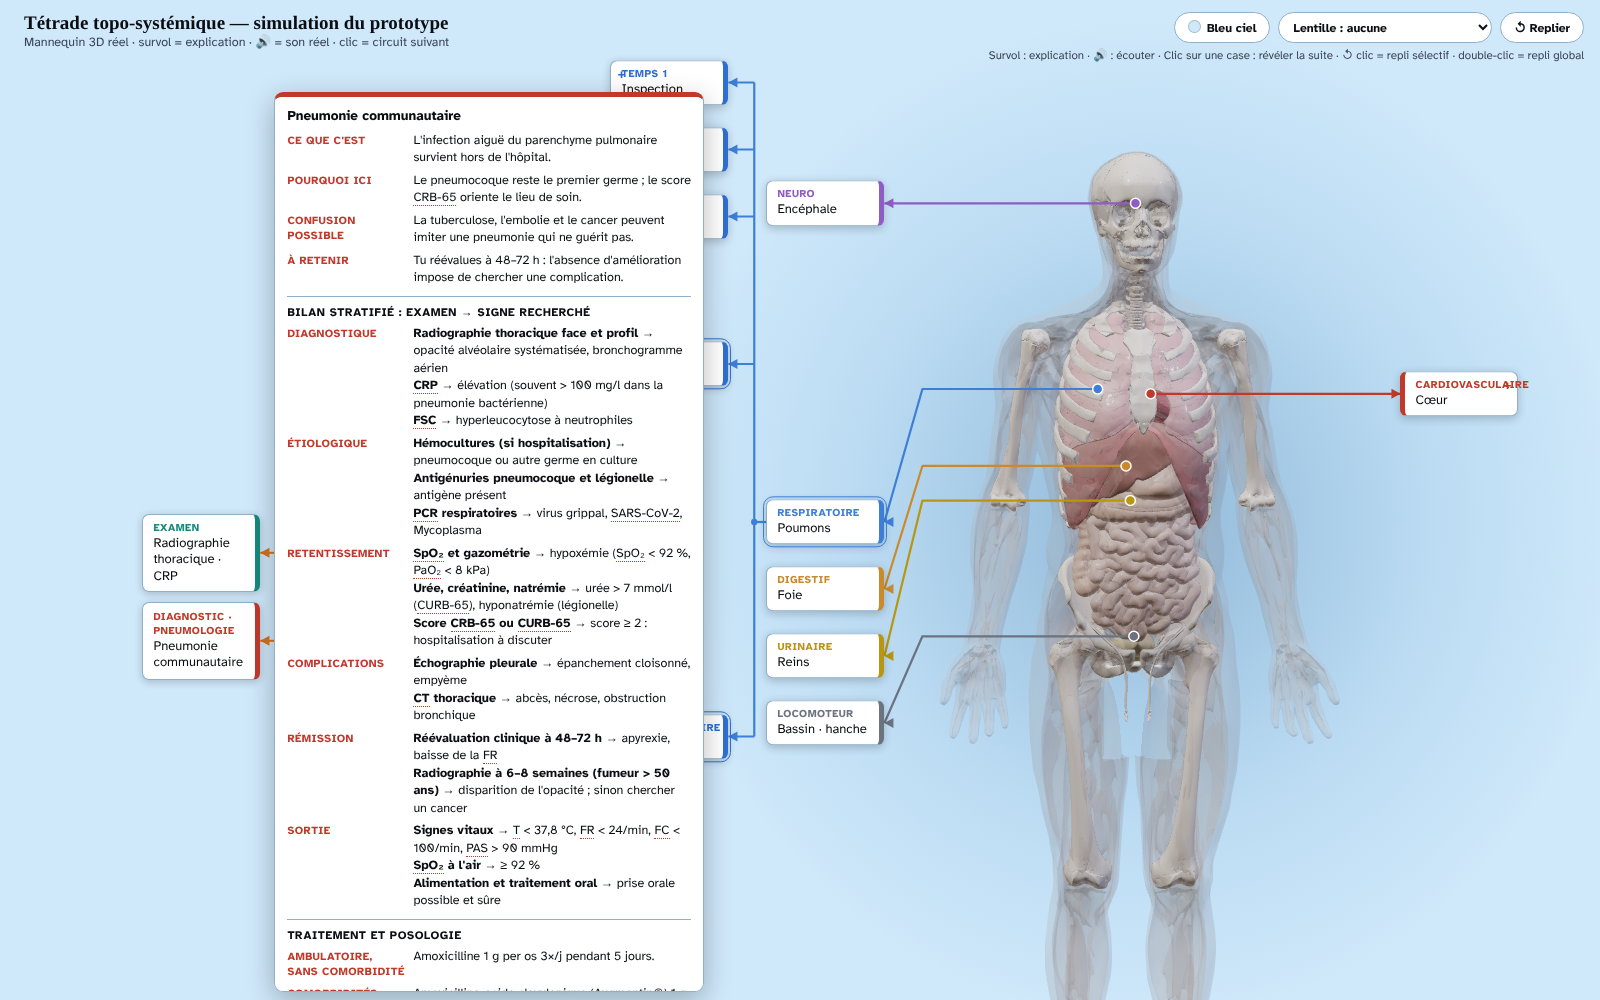 Tétrade topo-systémique — simulation du prototype
Mannequin 3D réel · survol = explication · 🔊 = son réel · clic = circuit suivant
Bleu ciel
Lentille : aucune
↺ Replier
Survol : explication · 🔊 : écouter · Clic sur une case : révéler la suite · ↺ clic = repli sélectif · double-clic = repli global
TEMPS 1
Inspection
Pneumonie communautaire
CE QUE C'EST
L'infection aiguë du parenchyme pulmonaire
survient hors de l'hôpital.
POURQUOI ICI
Le pneumocoque reste le premier germe ; le score
CRB-65 oriente le lieu de soin.
CONFUSION
POSSIBLE
La tuberculose, l'embolie et le cancer peuvent
imiter une pneumonie qui ne guérit pas.
À RETENIR
Tu réévalues à 48–72 h : l'absence d'amélioration
impose de chercher une complication.
BILAN STRATIFIÉ : EXAMEN → SIGNE RECHERCHÉ
DIAGNOSTIQUE
Radiographie thoracique face et profil →
opacité alvéolaire systématisée, bronchogramme
aérien
CRP → élévation (souvent > 100 mg/l dans la
pneumonie bactérienne)
FSC → hyperleucocytose à neutrophiles
ÉTIOLOGIQUE
Hémocultures (si hospitalisation) →
pneumocoque ou autre germe en culture
Antigénuries pneumocoque et légionelle →
antigène présent
PCR respiratoires → virus grippal, SARS-CoV-2,
Mycoplasma
RETENTISSEMENT
SpO₂ et gazométrie → hypoxémie (SpO₂ < 92 %,
PaO₂ < 8 kPa)
Urée, créatinine, natrémie → urée > 7 mmol/l
(CURB-65), hyponatrémie (légionelle)
Score CRB-65 ou CURB-65 → score ≥ 2 :
hospitalisation à discuter
COMPLICATIONS
Échographie pleurale → épanchement cloisonné,
empyème
CT thoracique → abcès, nécrose, obstruction
bronchique
RÉMISSION
Réévaluation clinique à 48–72 h → apyrexie,
baisse de la FR
Radiographie à 6–8 semaines (fumeur > 50
ans) → disparition de l'opacité ; sinon chercher
un cancer
SORTIE
Signes vitaux → T < 37,8 °C, FR < 24/min, FC <
100/min, PAS > 90 mmHg
SpO₂ à l'air → ≥ 92 %
Alimentation et traitement oral → prise orale
possible et sûre
TRAITEMENT ET POSOLOGIE
AMBULATOIRE,
SANS COMORBIDITÉ
Amoxicilline 1 g per os 3×/j pendant 5 jours.
EXAMEN
Radiographie
thoracique ·
CRP
DIAGNOSTIC ·
PNEUMOLOGIE
Pneumonie
communautaire
NEURO
Encéphale
RESPIRATOIRE
Poumons
DIGESTIF
Foie
URINAIRE
Reins
LOCOMOTEUR
Bassin · hanche
CARDIOVASCULAIRE
Cœur